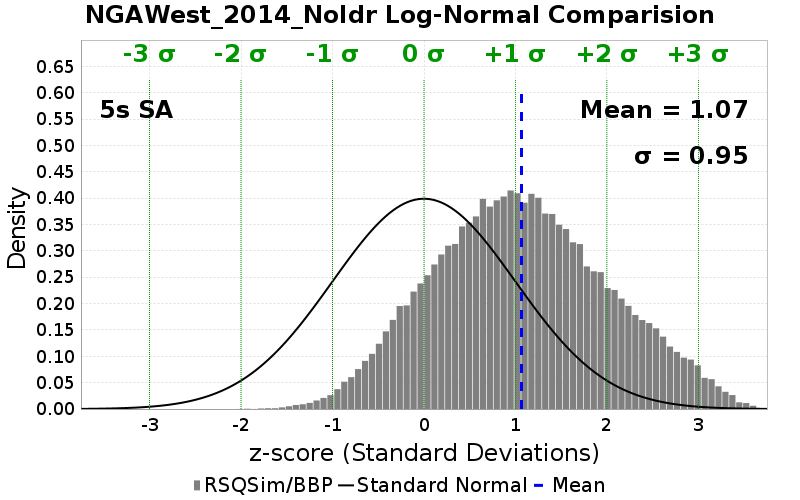 NGAWest_2014_NoIdr Log-Normal Comparision
-3 σ -2 σ -1 σ 0 σ +1 σ +2 σ +3 σ
5s SA
Mean = 1.07
σ = 0.95
Density
0.65
0.60
0.55
0.50
0.45
0.40
0.35
0.30
0.25
0.20
0.15
0.10
0.05
0.00
-3 -2 -1 0 1 2 3
z-score (Standard Deviations)
RSQSim/BBP Standard Normal Mean